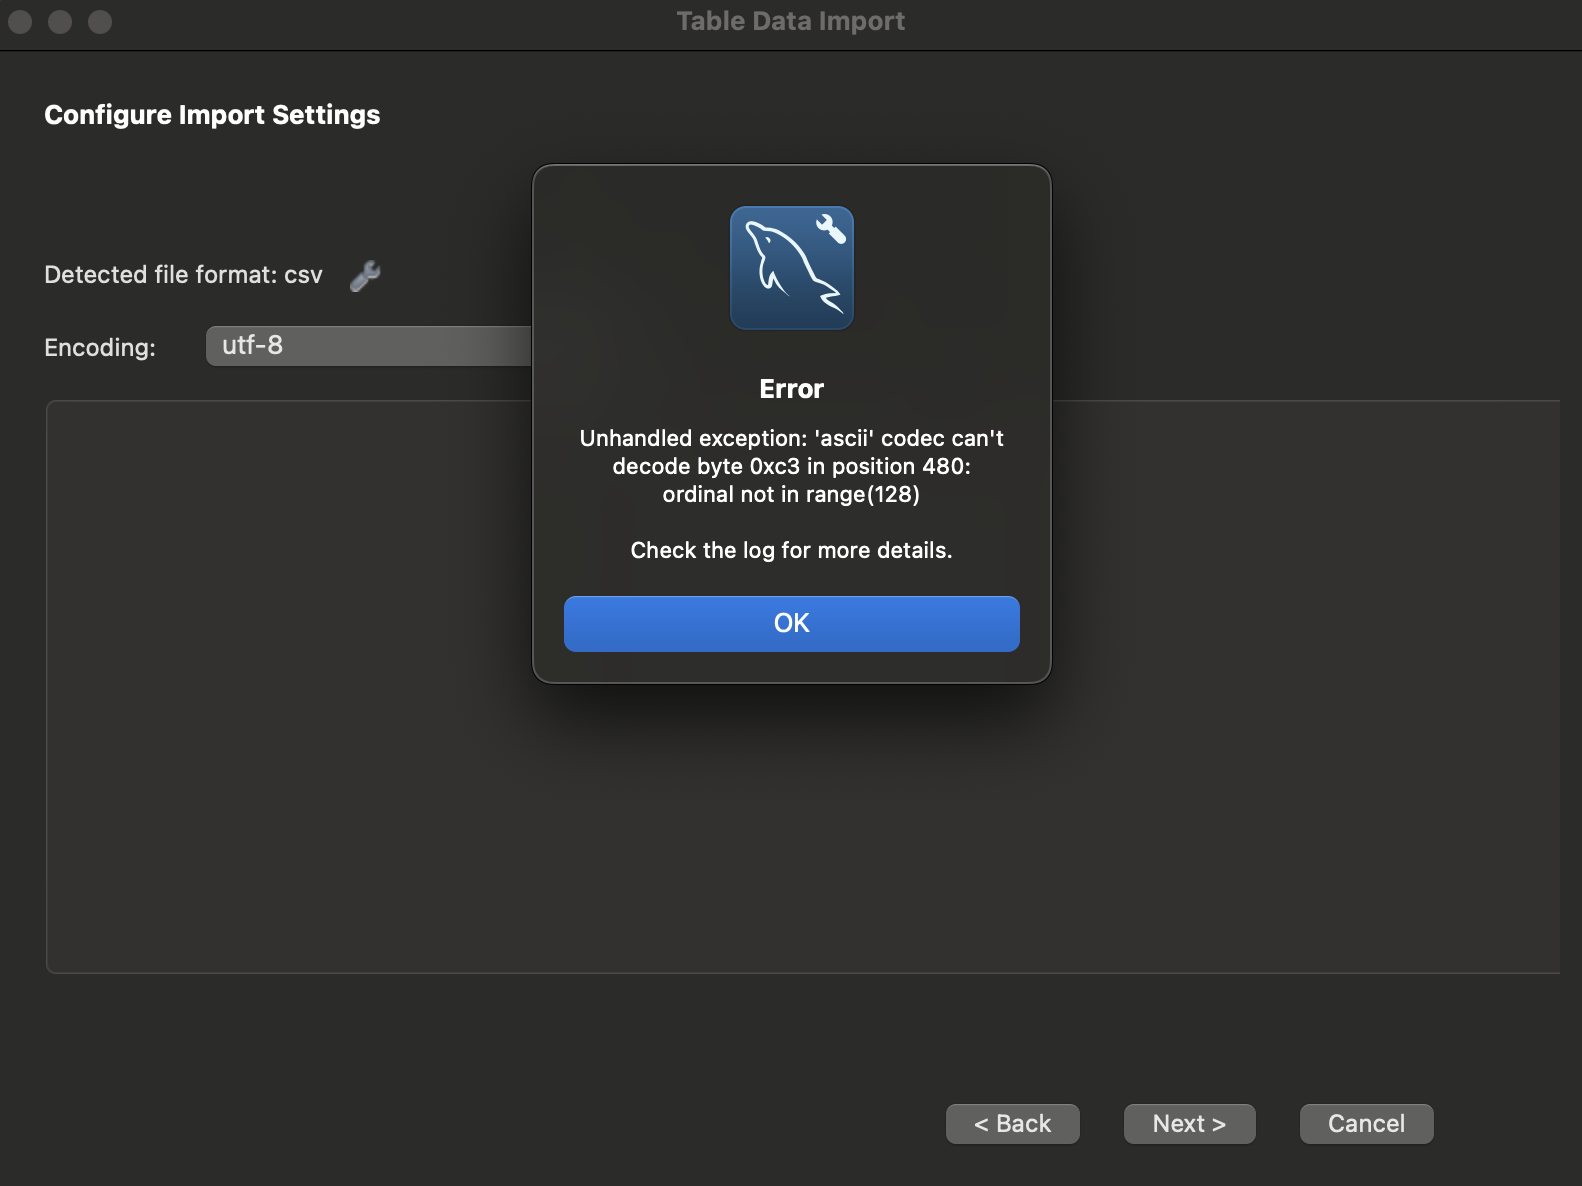 Table Data Import
Configure Import Settings
Detected file format: csv
Encoding:
utf-8
Error
Unhandled exception: 'ascii' codec can't
decode byte 0xc3 in position 480:
ordinal not in range(128)
Check the log for more details.
OK
< Back
Next >
Cancel